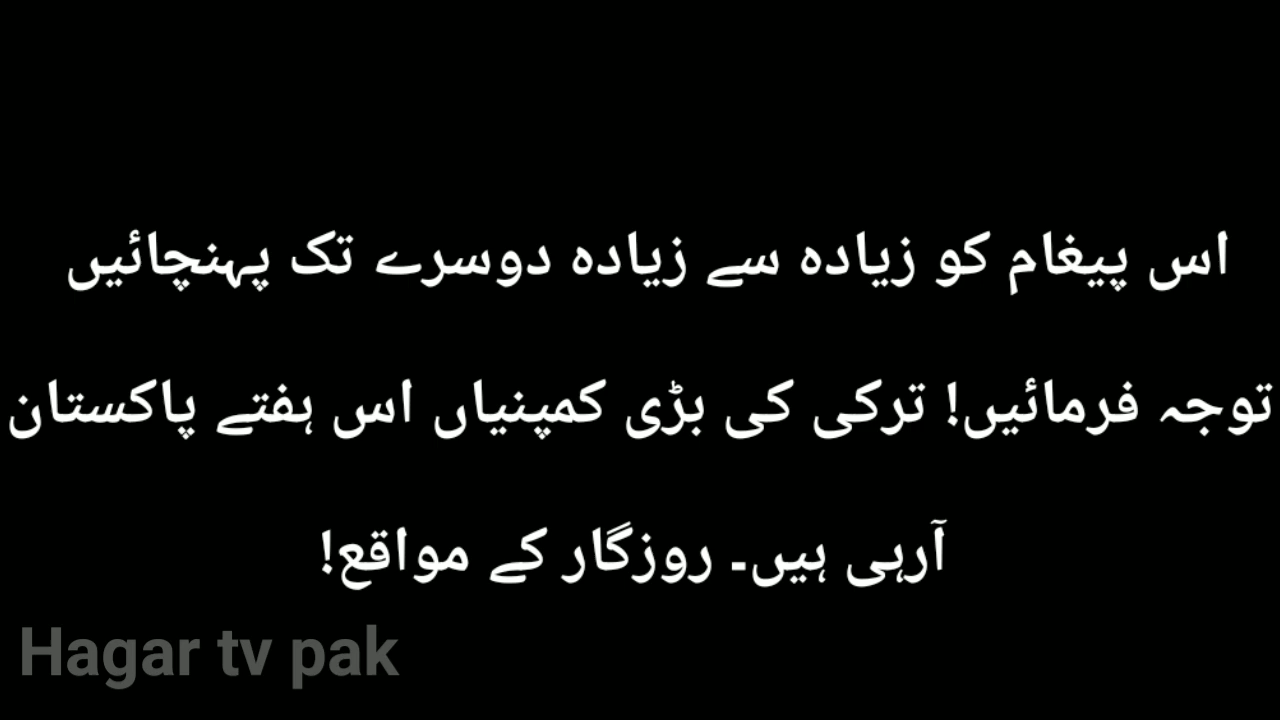 اس پیغام کو زیادہ سے زیادہ دوسرے تک پہنچائیں
توجہ فرمائیں! ترکی کی بڑی کمپنیاں اس ہفتے پاکستان
آرہی ہیں۔ روزگار کے مواقع!
Hagar tv pak